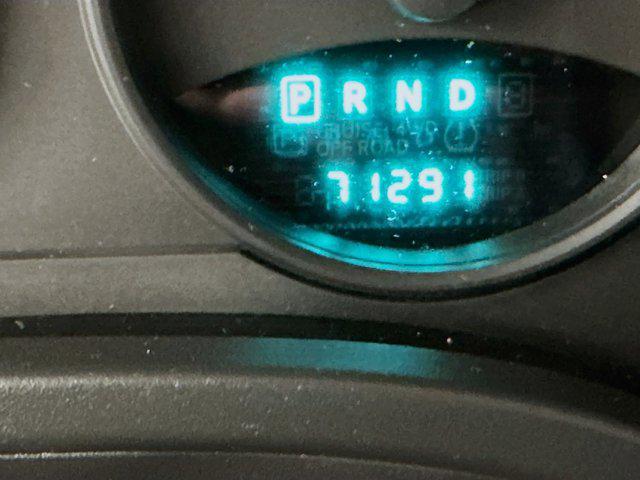 P R N D
CRUISE 4WD
OFF ROAD
71291